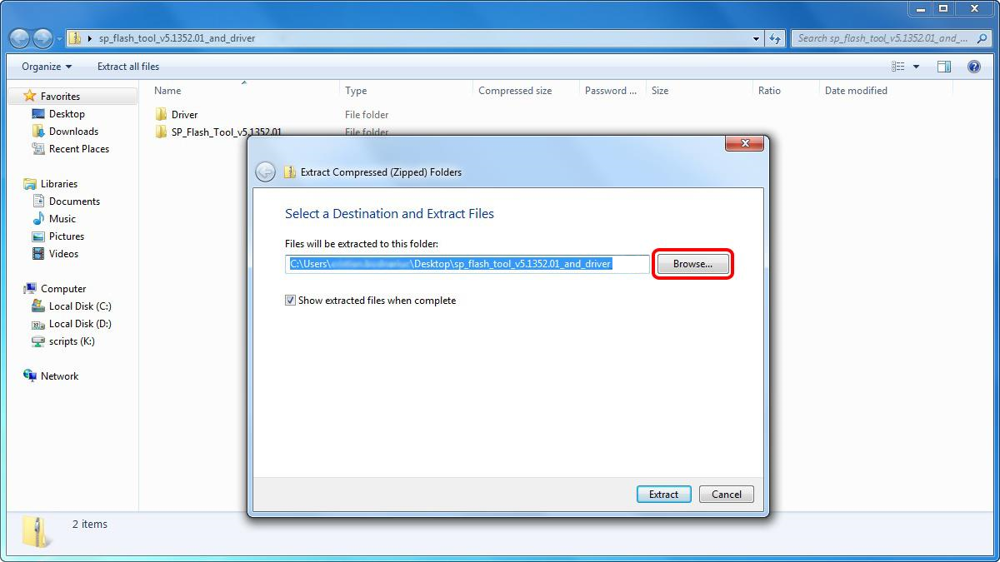 sp_flash_tool_v5.1352.01_and_driver
Search sp_flash_tool_v5.1352.01_and_...
Organize Extract all files
Name Type Compressed size Password ... Size Ratio Date modified
Favorites
Desktop
Downloads
Recent Places
Libraries
Documents
Music
Pictures
Videos
Computer
Local Disk (C:)
Local Disk (D:)
scripts (K:)
Network
Driver File folder
SP_Flash_Tool_v5.1352.01 File folder
Extract Compressed (Zipped) Folders
Select a Destination and Extract Files
Files will be extracted to this folder:
C:\Users\ \Desktop\sp_flash_tool_v5.1352.01_and_driver
Browse...
Show extracted files when complete
Extract Cancel
2 items